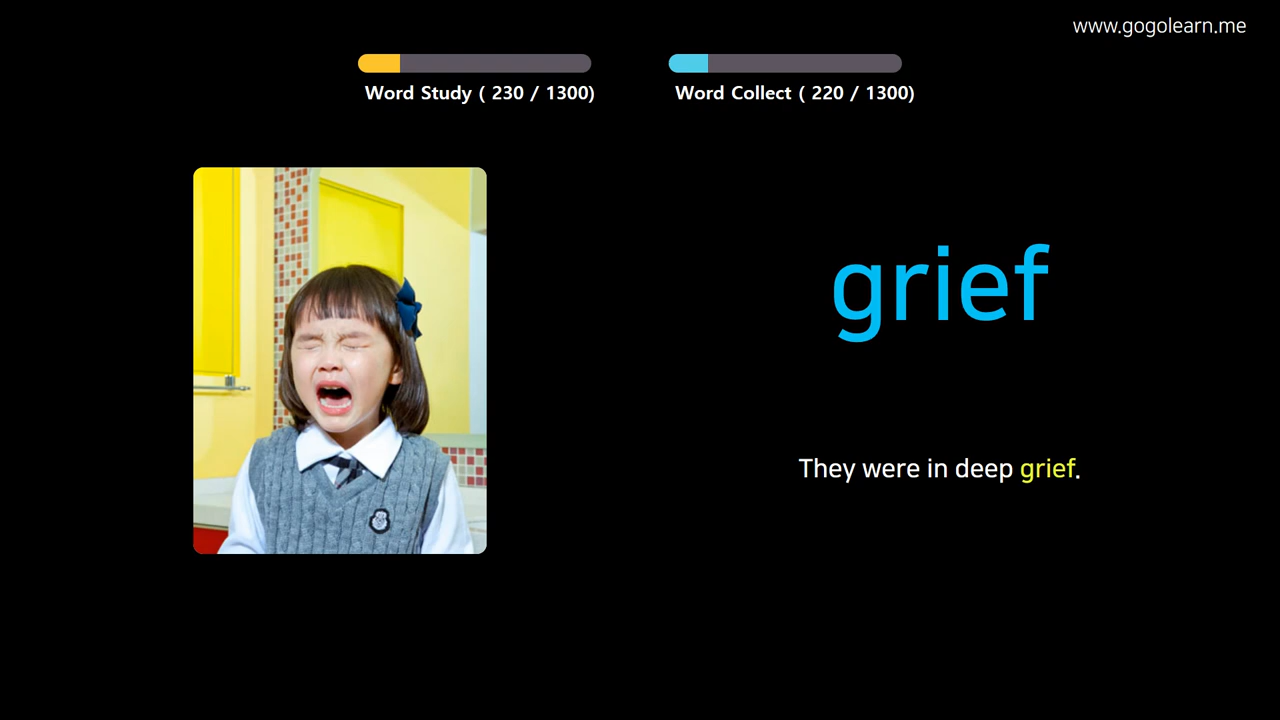 www.gogolearn.me
Word Study ( 230 / 1300)
Word Collect ( 220 / 1300)
grief
They were in deep grief.